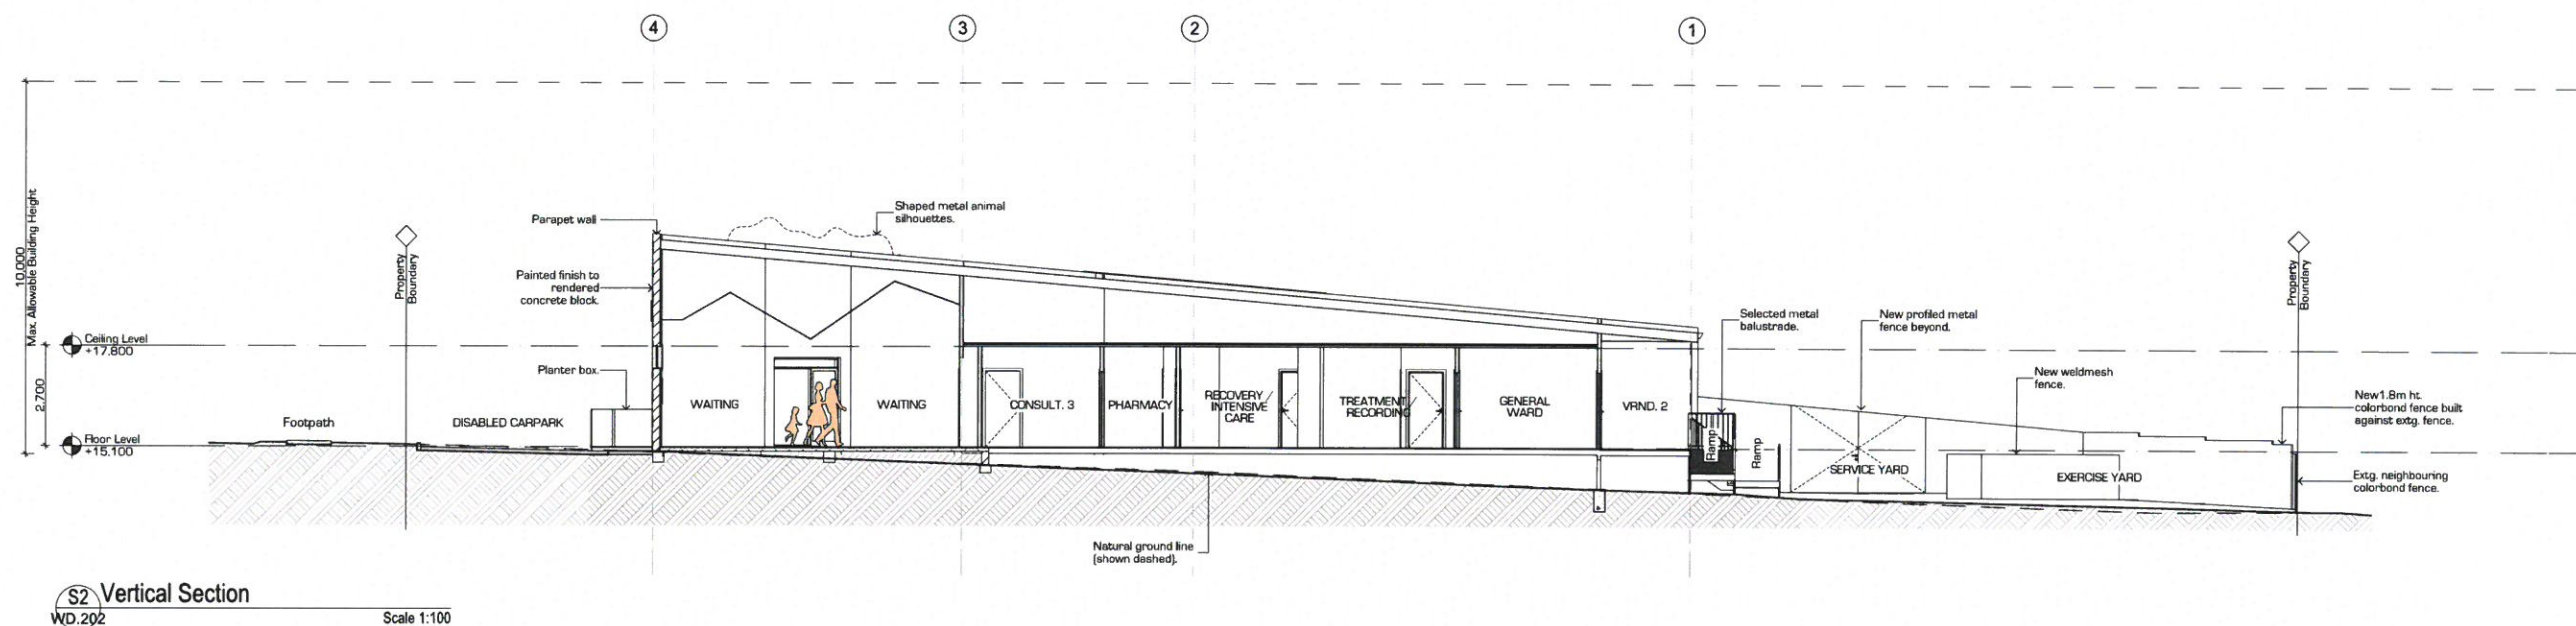 4
3
2
1
10.000
Max. Allowable Building Height
Shaped metal animal
silhouettes.
Parapet wall
Property
Boundary
Painted finish to
rendered
concrete block.
Property
Boundary
Selected metal
balustrade.
New profiled metal
fence beyond.
Ceiling Level
+17.800
2.700
Planter box.
New weldmesh
fence.
Footpath
DISABLED CARPARK
WAITING
WAITING
CONSULT. 3
PHARMACY
RECOVERY /
INTENSIVE
CARE
TREATMENT /
RECORDING
GENERAL
WARD
VRND. 2
Ramp
Ramp
SERVICE YARD
EXERCISE YARD
New1.8m ht.
colorbond fence built
against extg. fence.
Extg. neighbouring
colorbond fence.
Floor Level
+15.100
Natural ground line
(shown dashed).
S2 Vertical Section
WD.202
Scale 1:100